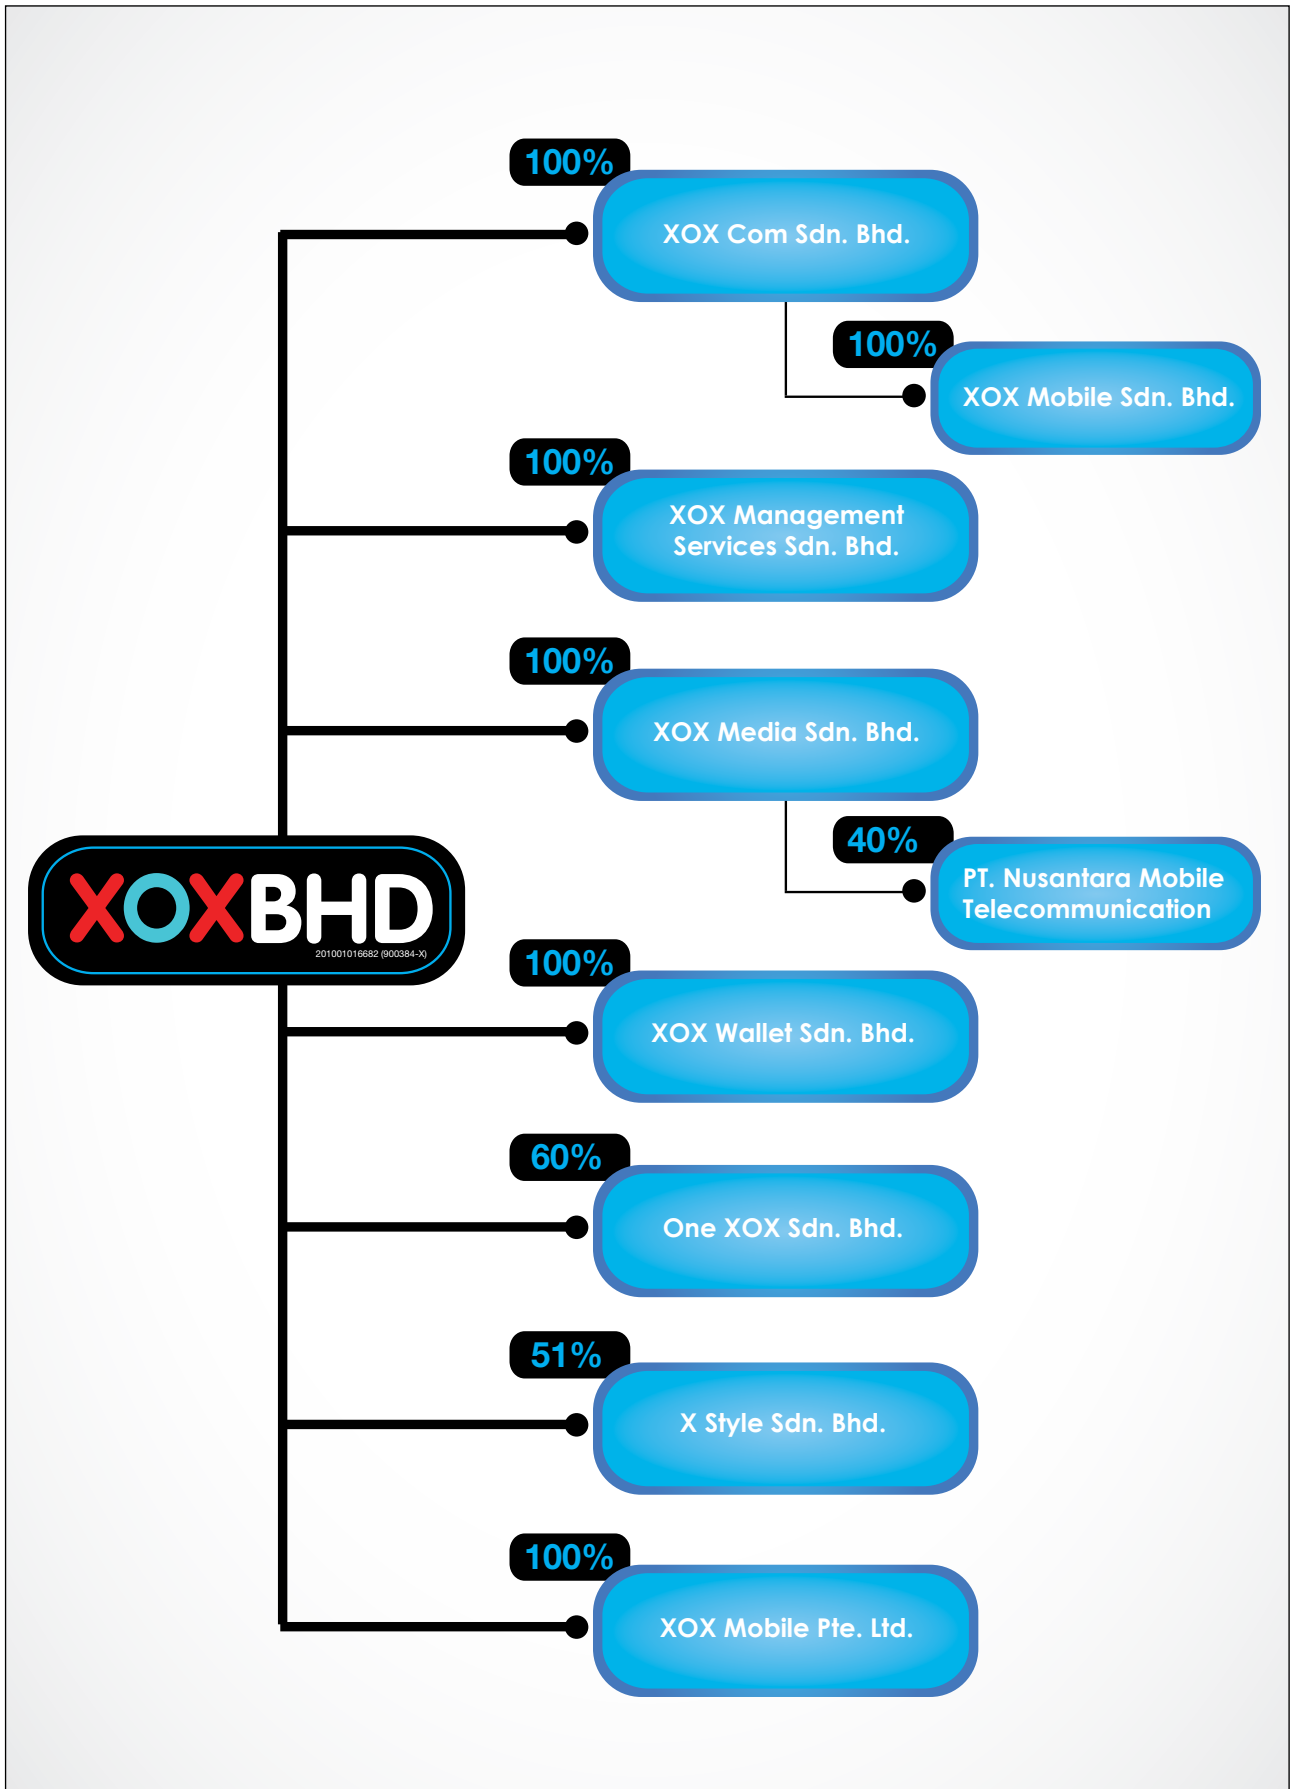 100%
XOX Com Sdn. Bhd.
100%
XOX Mobile Sdn. Bhd.
100%
XOX Management
Services Sdn. Bhd.
100%
XOX Media Sdn. Bhd.
40%
PT. Nusantara Mobile
Telecommunication
XOXBHD
201001016682 (900384-X)
100%
XOX Wallet Sdn. Bhd.
60%
One XOX Sdn. Bhd.
51%
X Style Sdn. Bhd.
100%
XOX Mobile Pte. Ltd.